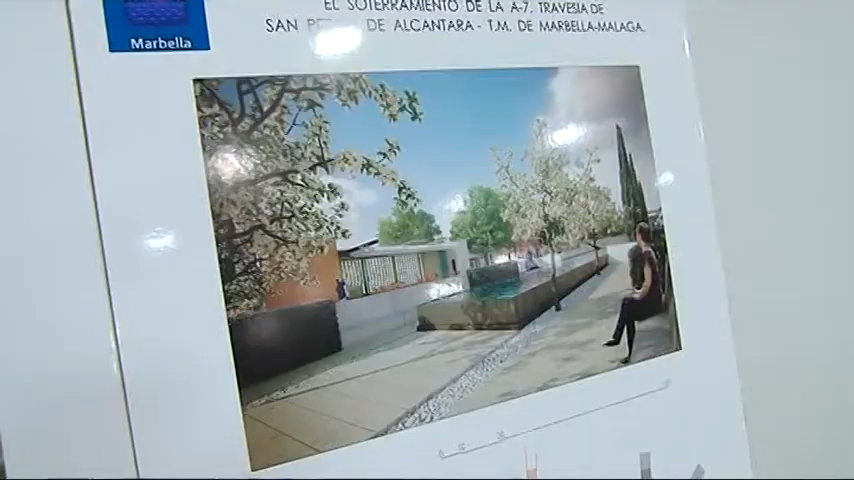 EL SOTERRAMIENTO DE LA A-7. TRAVESIA DE
SAN DE ALCANTARA - T.M. DE MARBELLA-MALAGA.
Marbella